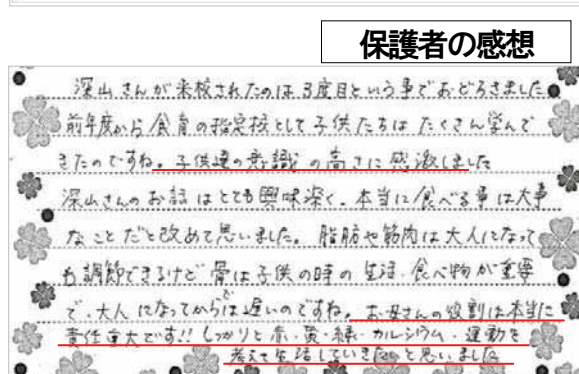 保護者の感想
深山さんが来校されたのは3度目という事でおどろきました
前年度から食育の指定校として子供たちはたくさん学んで
きたのですね。子供達の意識の高さに感激しました
深山さんのお話はとても興味深く、本当に食べる事は大事
なことだと改めて思いました。脂肪や筋肉は大人になって
も調節できるけど骨は子供の時の生活・食べ物が重要
で、大人になってからでは遅いのですね。お母さんの役割は本当に
責任重大です!! しっかりと赤・黄・緑・カルシウム・運動を
考えて生活していきたいと思いました